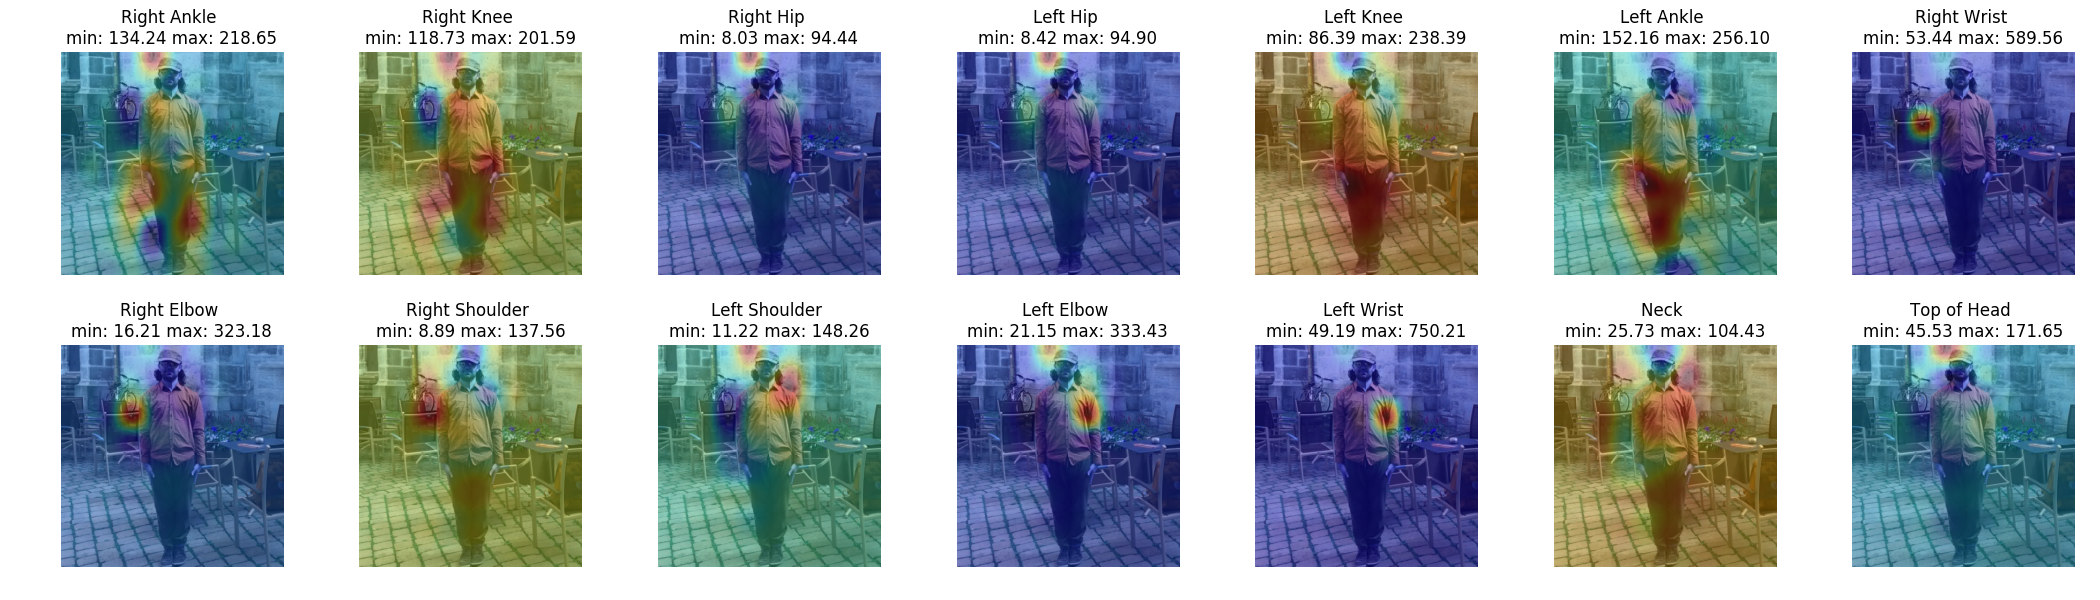 Right Ankle
min: 134.24 max: 218.65
Right Knee
min: 118.73 max: 201.59
Right Hip
min: 8.03 max: 94.44
Left Hip
min: 8.42 max: 94.90
Left Knee
min: 86.39 max: 238.39
Left Ankle
min: 152.16 max: 256.10
Right Wrist
min: 53.44 max: 589.56
Right Elbow
min: 16.21 max: 323.18
Right Shoulder
min: 8.89 max: 137.56
Left Shoulder
min: 11.22 max: 148.26
Left Elbow
min: 21.15 max: 333.43
Left Wrist
min: 49.19 max: 750.21
Neck
min: 25.73 max: 104.43
Top of Head
min: 45.53 max: 171.65